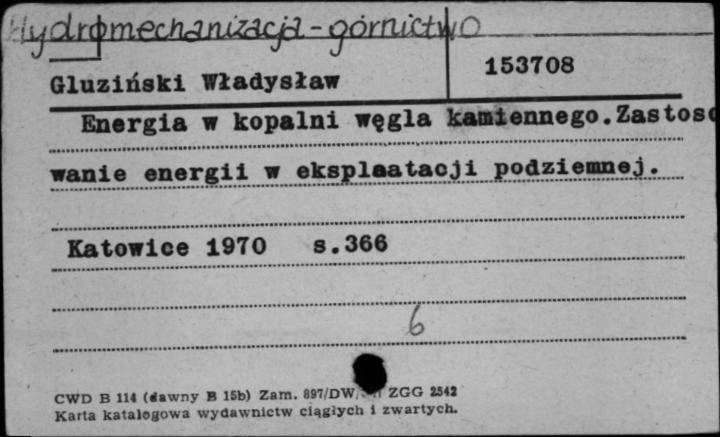 Hydromechanizacja - górnictwo
Gluziński Władysław 153708
Energia w kopalni węgla kamiennego. Zastoso
wanie energii w eksplaatacji podziemnej.
Katowice 1970 s.366
6
CWD B 114 (dawny B 15b) Zam. 897/DW ZGG 2542
Karta katalogowa wydawnictw ciągłych i zwartych.